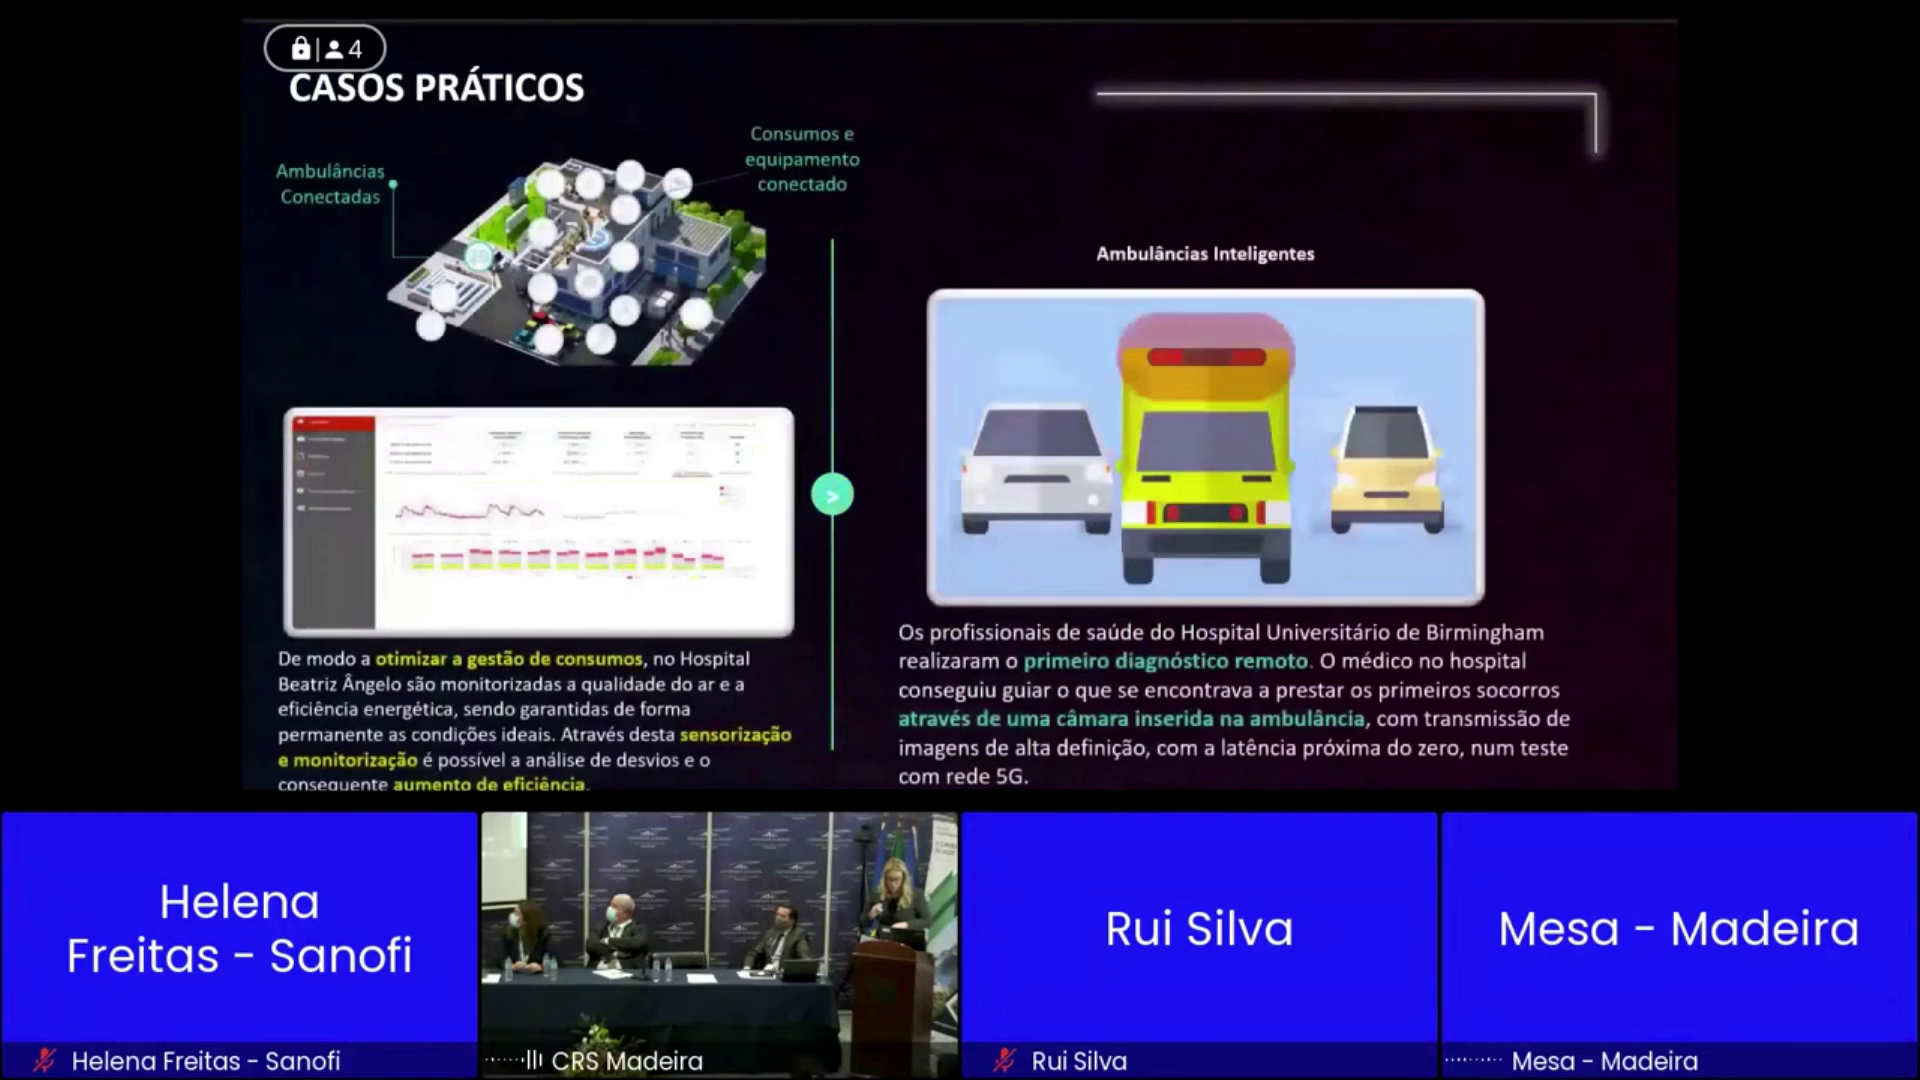 4
CASOS PRÁTICOS
Ambulâncias
Conectadas
Consumos e
equipamento
conectado
De modo a otimizar a gestão de consumos, no Hospital
Beatriz Ângelo são monitorizadas a qualidade do ar e a
eficiência energética, sendo garantidas de forma
permanente as condições ideais. Através desta sensorização
e monitorização é possível a análise de desvios e o
consequente aumento de eficiência.
>
Ambulâncias Inteligentes
Os profissionais de saúde do Hospital Universitário de Birmingham
realizaram o primeiro diagnóstico remoto. O médico no hospital
conseguiu guiar o que se encontrava a prestar os primeiros socorros
através de uma câmara inserida na ambulância, com transmissão de
imagens de alta definição, com a latência próxima do zero, num teste
com rede 5G.
Helena
Freitas - Sanofi
Helena Freitas - Sanofi
CRS Madeira
Rui Silva
Rui Silva
Mesa - Madeira
Mesa - Madeira